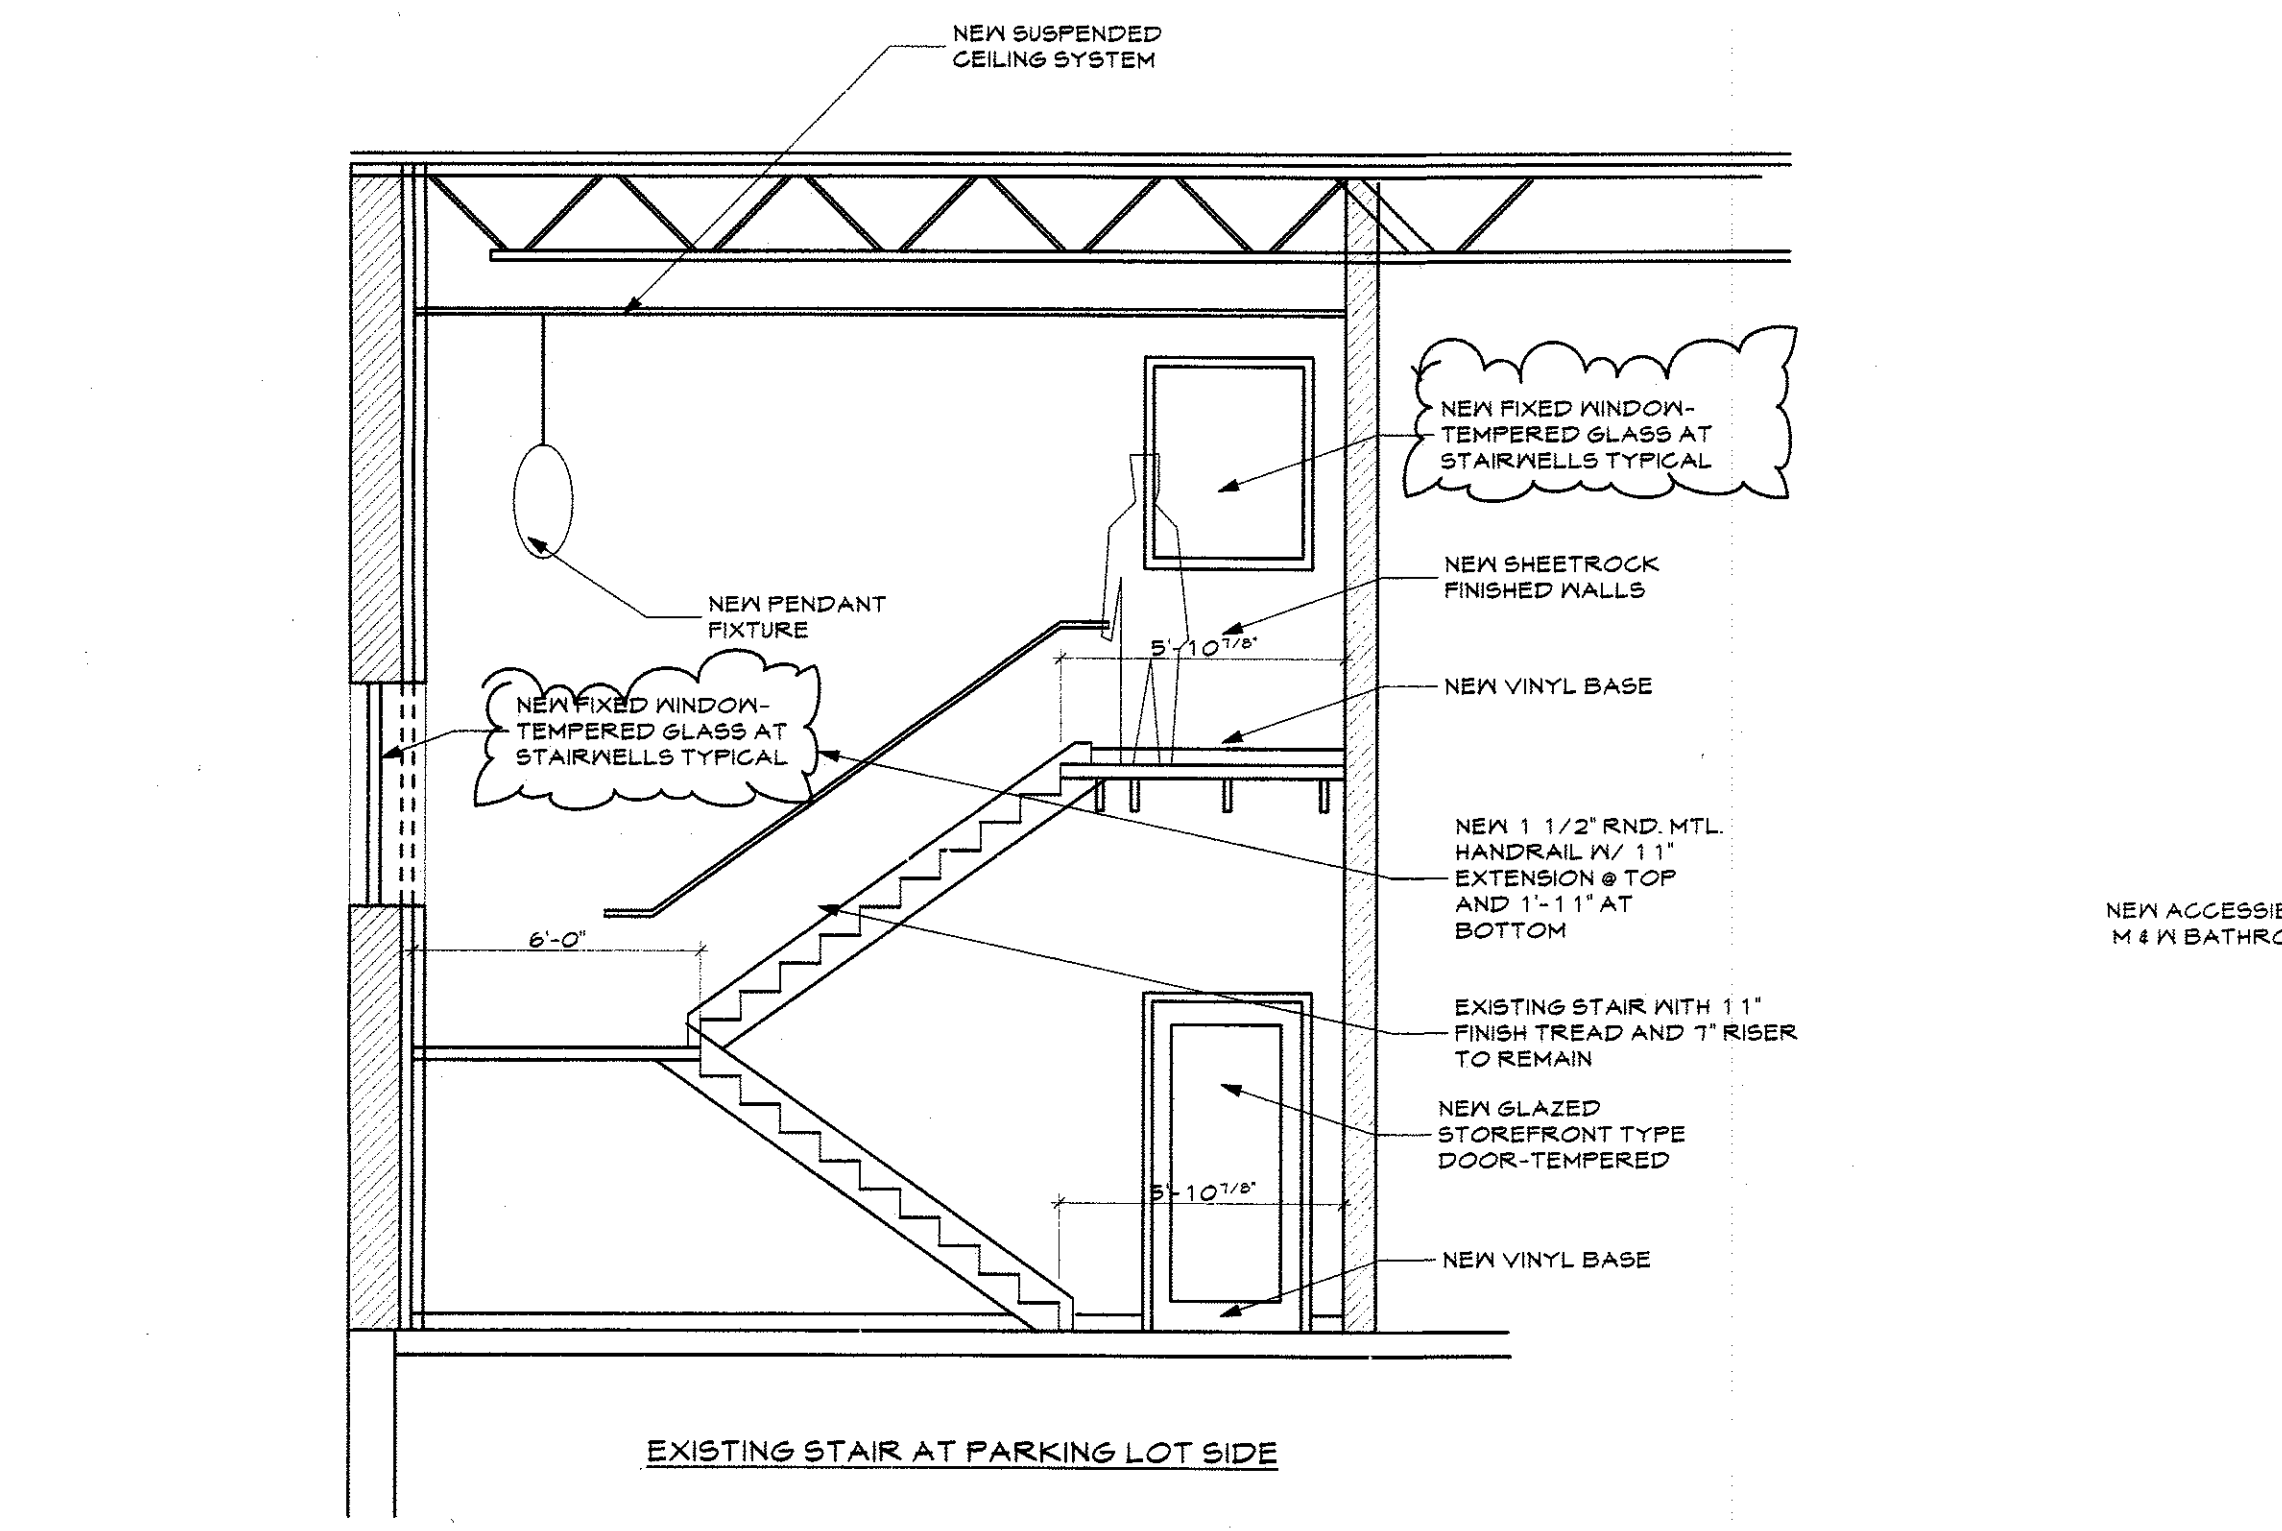 NEW SUSPENDED
CEILING SYSTEM
NEW FIXED WINDOW-
TEMPERED GLASS AT
STAIRWELLS TYPICAL
NEW SHEETROCK
FINISHED WALLS
NEW PENDANT
FIXTURE
5'-10 7/8"
NEW VINYL BASE
NEW FIXED WINDOW-
TEMPERED GLASS AT
STAIRWELLS TYPICAL
NEW 1 1/2" RND. MTL.
HANDRAIL W/ 11"
EXTENSION @ TOP
AND 1'-11" AT
BOTTOM
6'-0"
EXISTING STAIR WITH 11"
FINISH TREAD AND 7" RISER
TO REMAIN
NEW GLAZED
STOREFRONT TYPE
DOOR-TEMPERED
5'-10 7/8"
NEW VINYL BASE
NEW
M & W
EXISTING STAIR AT PARKING LOT SIDE